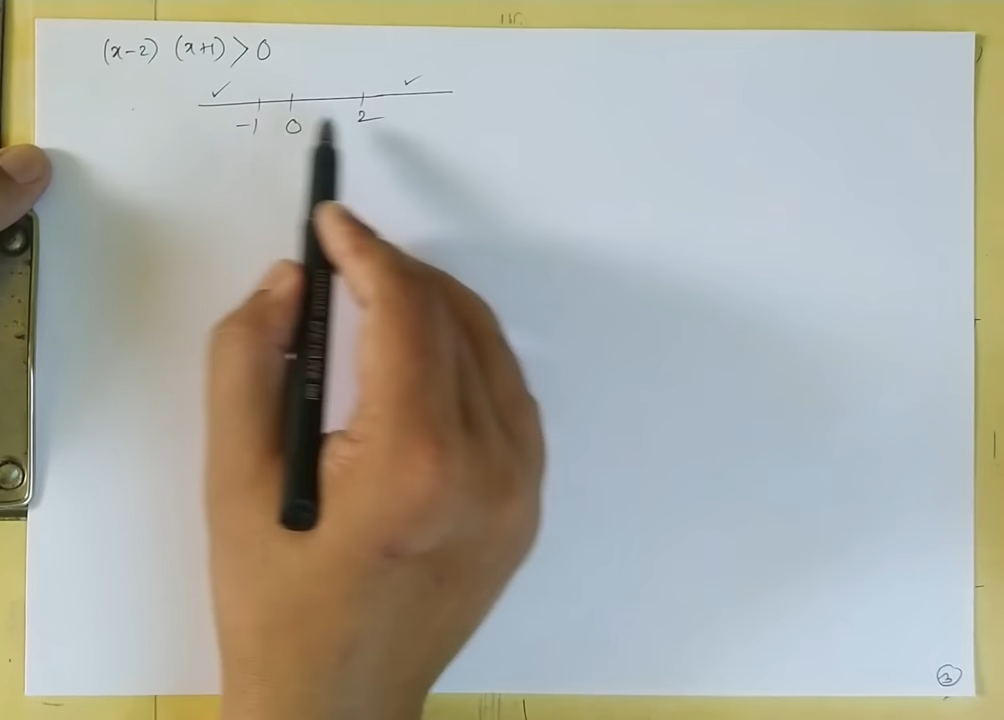 (x-2) (x+1) > 0
✓ ✓
-1 0 2
3